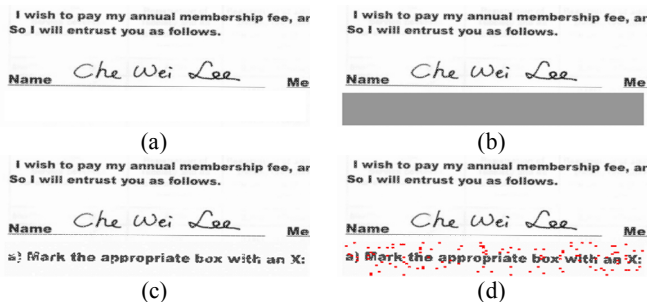 I wish to pay my annual membership fee, ar
So I will entrust you as follows.
Name Che Wei Lee Me
(a)
I wish to pay my annual membership fee, ar
So I will entrust you as follows.
Name Che Wei Lee Me
(b)
I wish to pay my annual membership fee, ar
So I will entrust you as follows.
Name Che Wei Lee Me
a) Mark the appropriate box with an X:
(c)
I wish to pay my annual membership fee, ar
So I will entrust you as follows.
Name Che Wei Lee Me
a) Mark the appropriate box with an X:
(d)